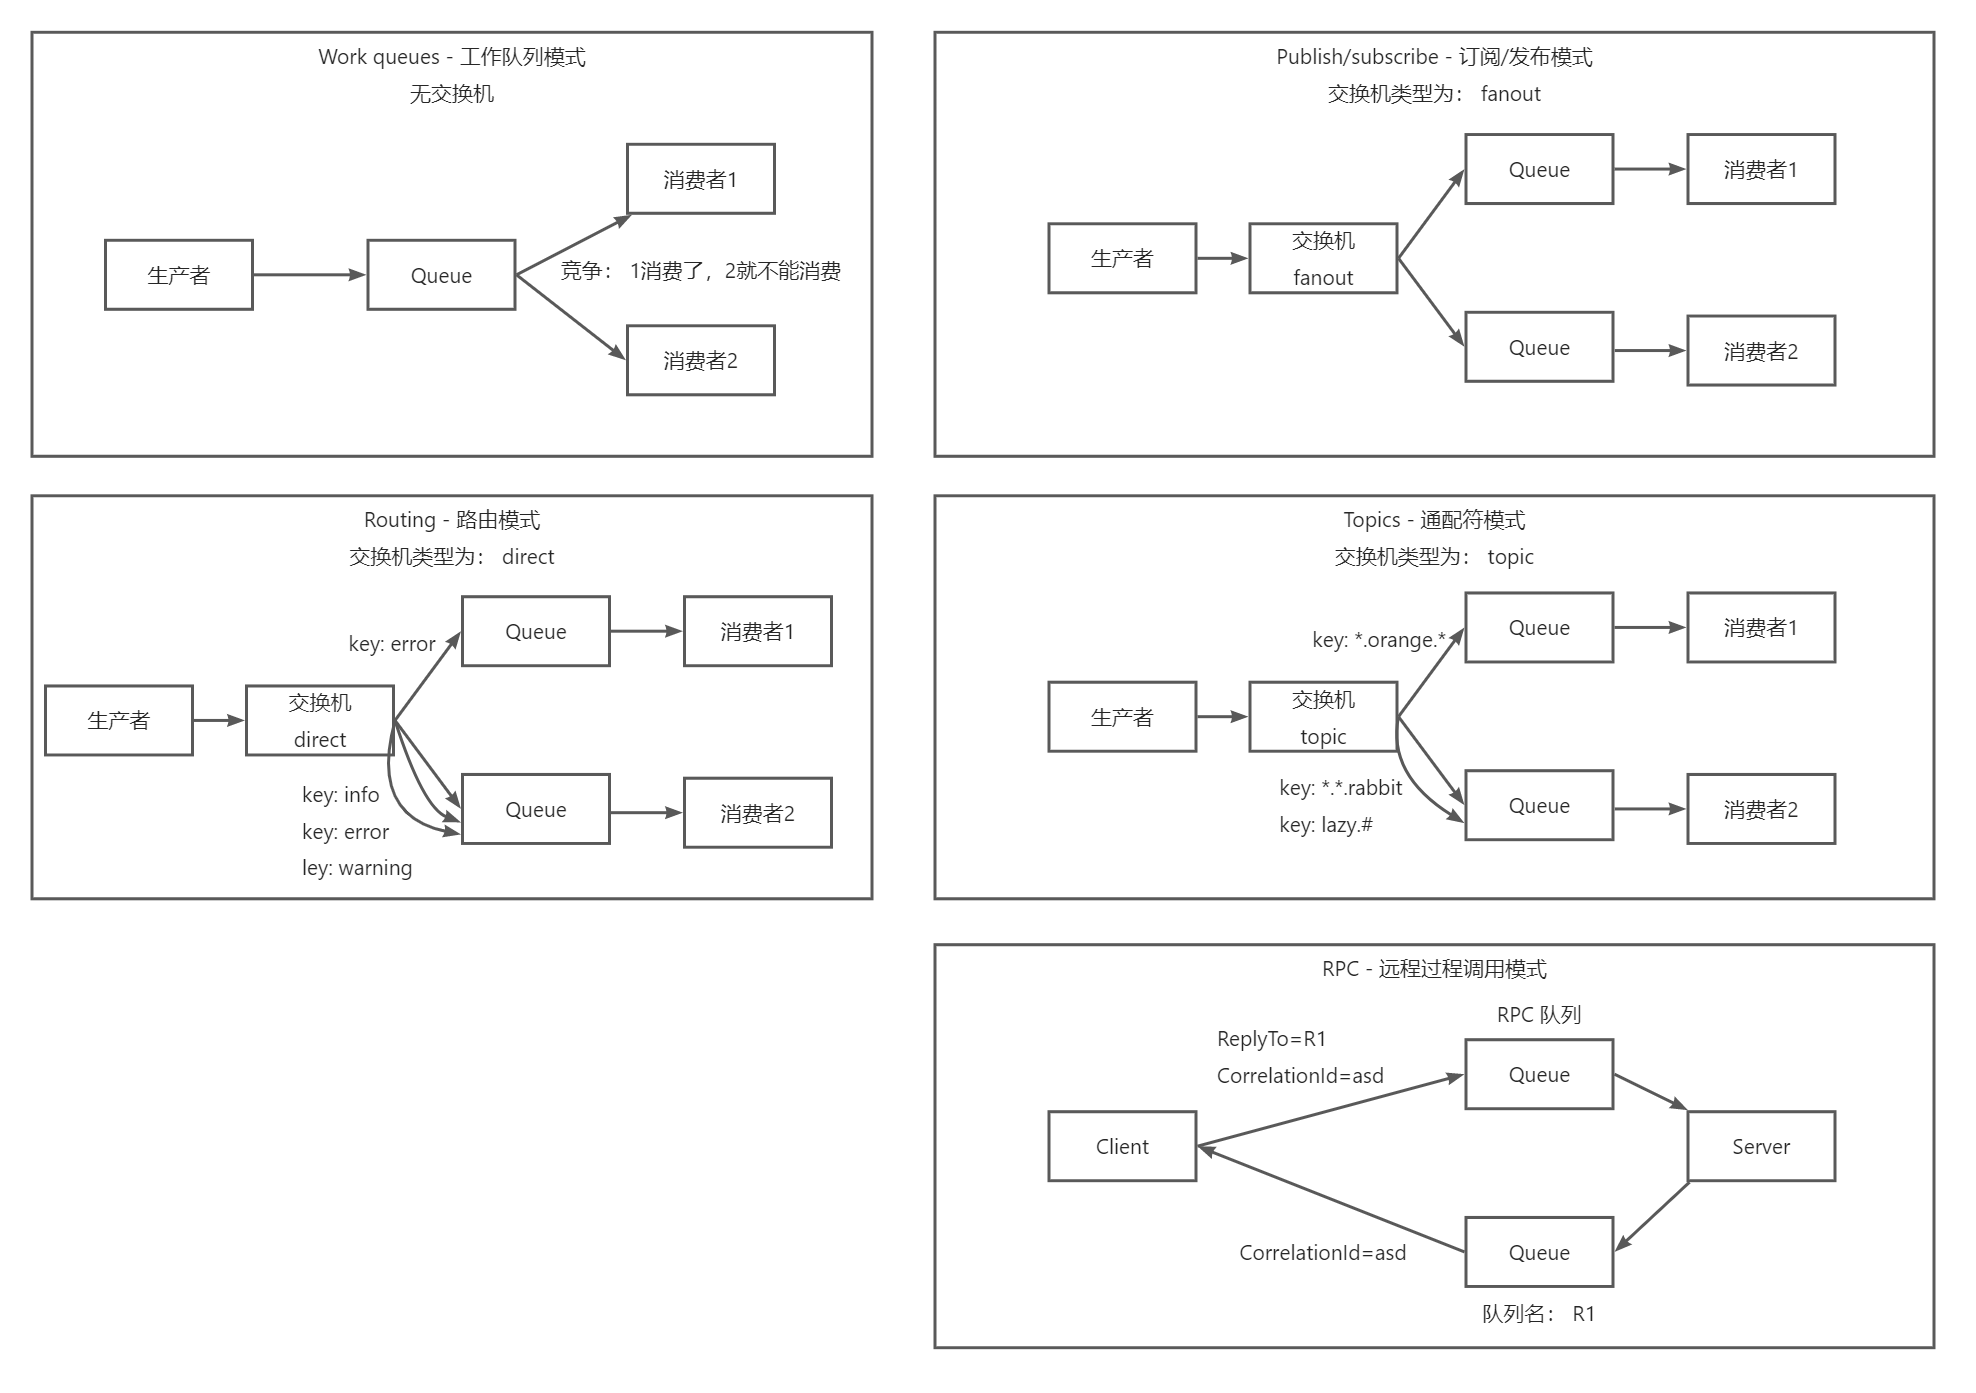 Work queues - 工作队列模式
无交换机
消费者1
生产者
Queue
竞争： 1消费了，2就不能消费
消费者2
Publish/subscribe - 订阅/发布模式
交换机类型为： fanout
Queue
消费者1
生产者
交换机
fanout
Queue
消费者2
Routing - 路由模式
交换机类型为： direct
key: error
Queue
消费者1
生产者
交换机
direct
key: info
key: error
ley: warning
Queue
消费者2
Topics - 通配符模式
交换机类型为： topic
key: *.orange.*
Queue
消费者1
生产者
交换机
topic
key: *.*.rabbit
key: lazy.#
Queue
消费者2
RPC - 远程过程调用模式
RPC 队列
ReplyTo=R1
CorrelationId=asd
Queue
Client
Server
CorrelationId=asd
Queue
队列名： R1